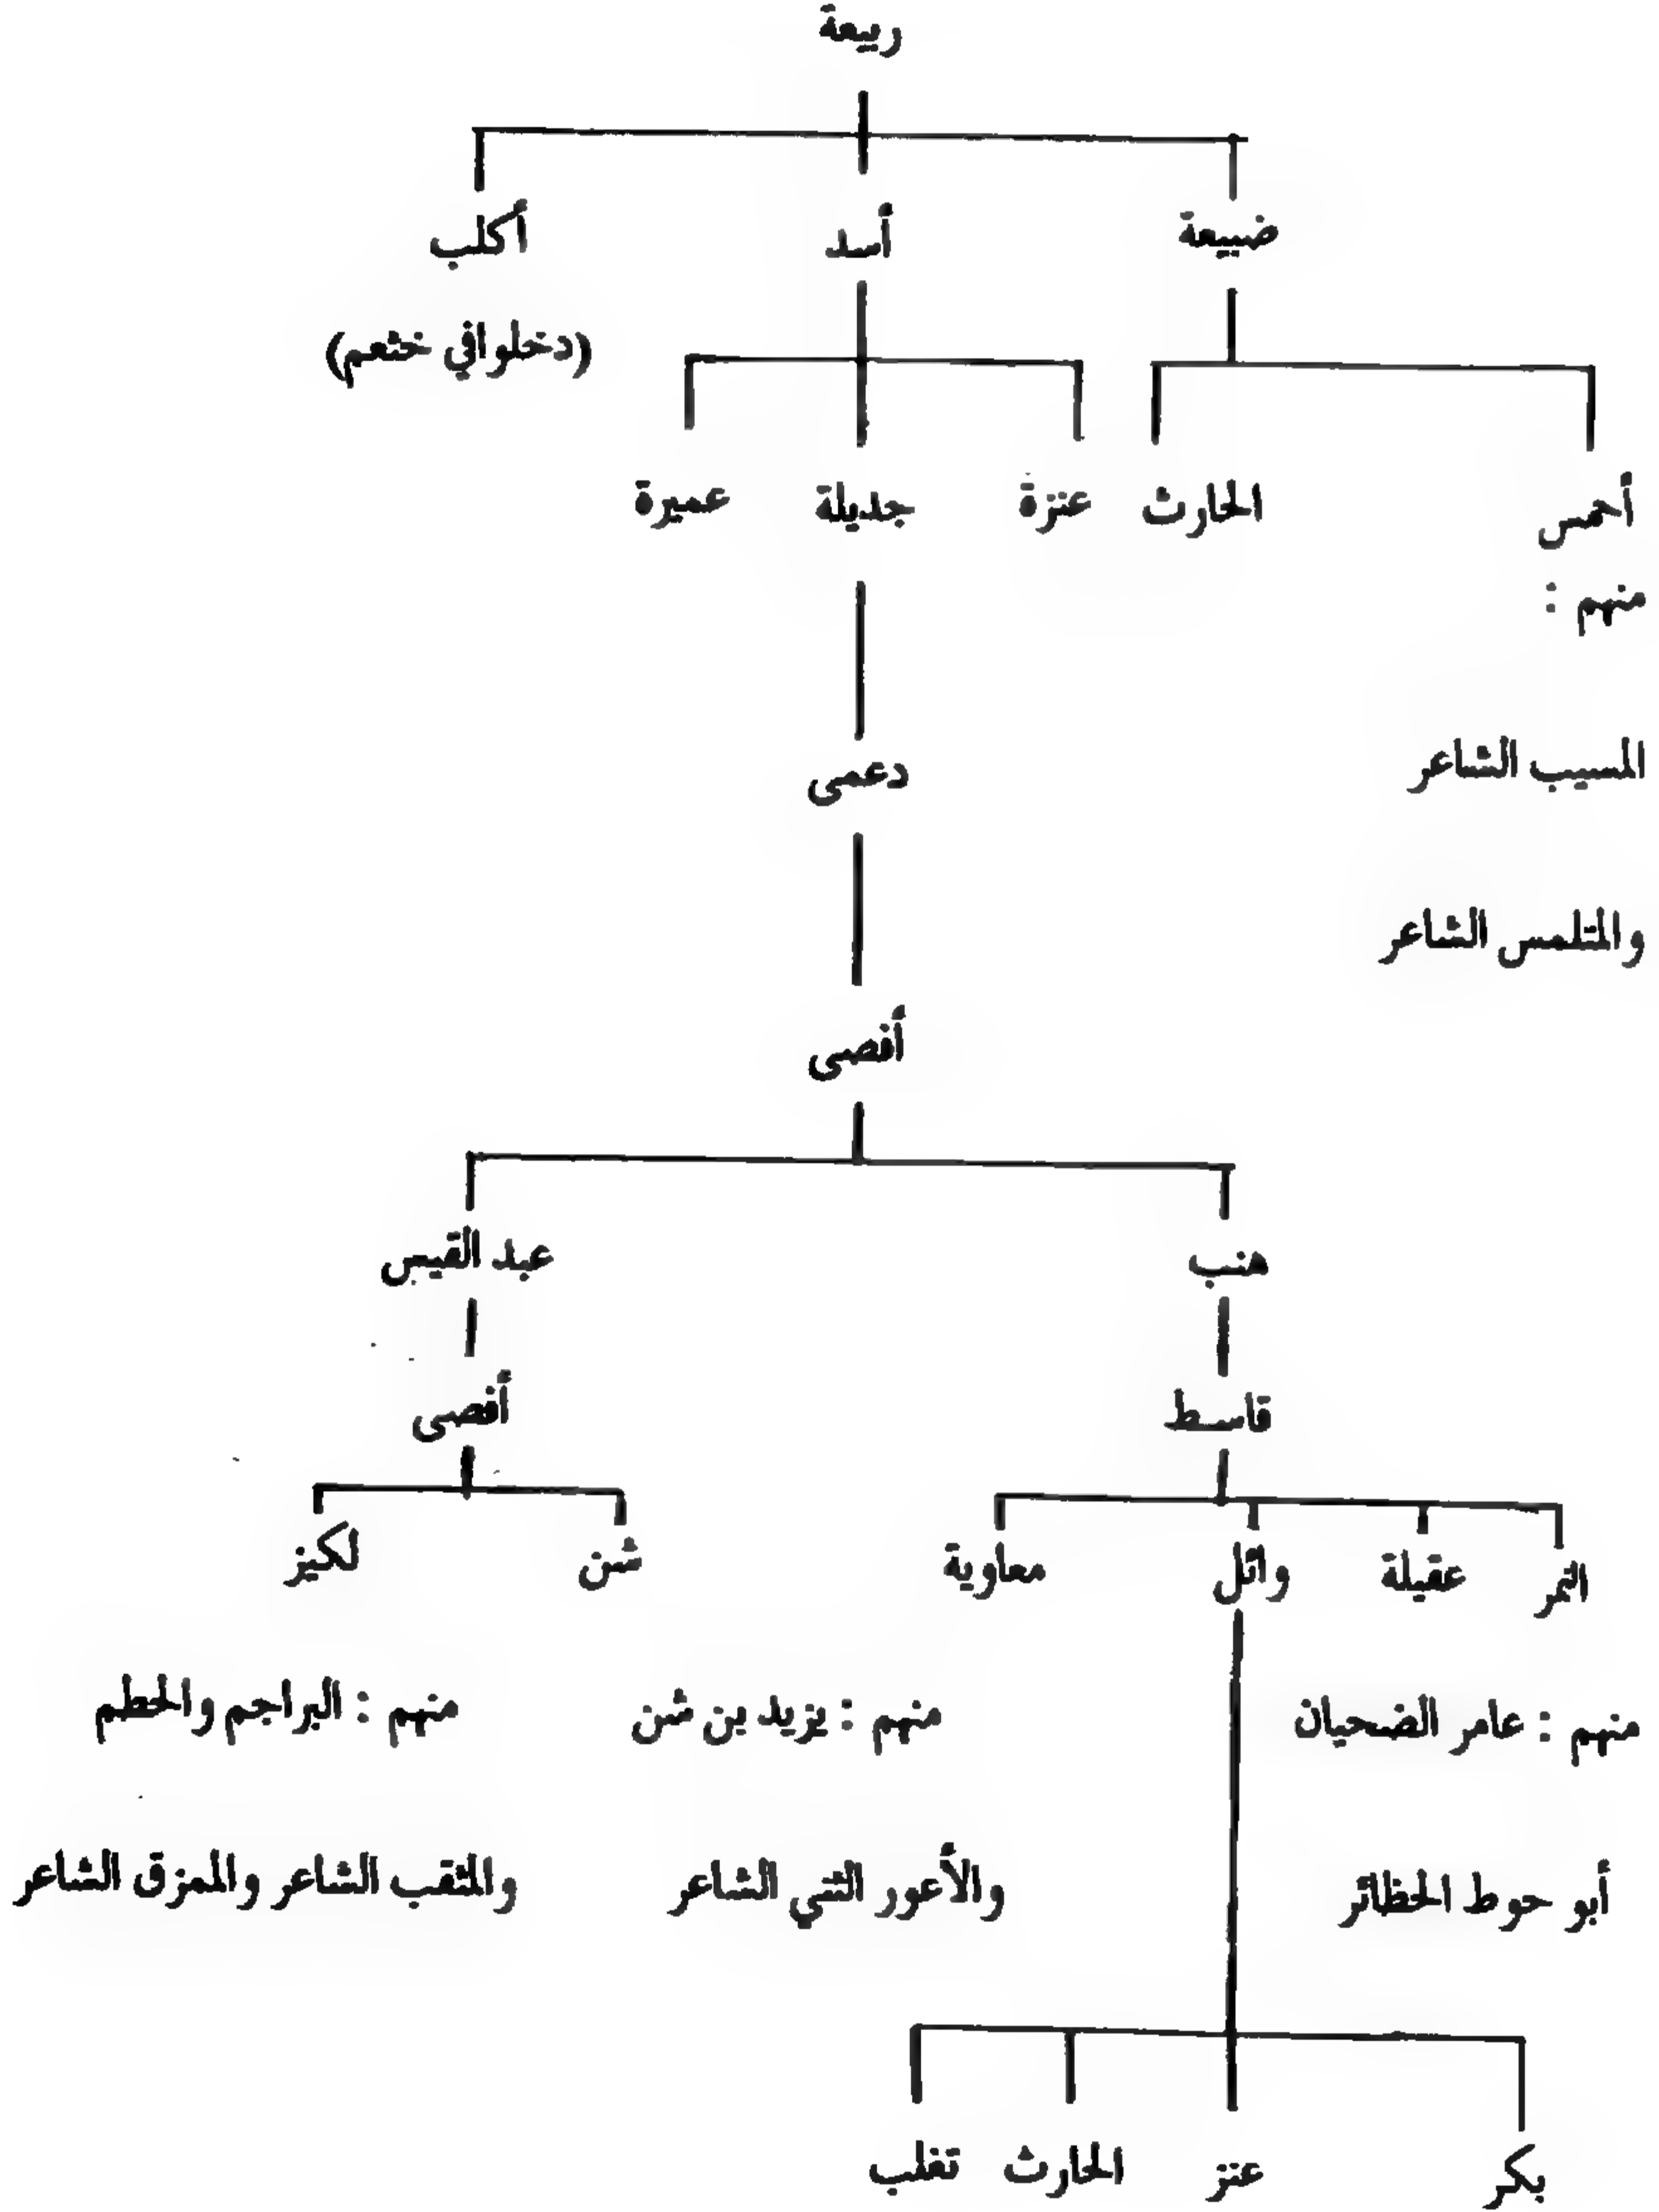 ربيعة
ضبيعة أسد أكلب
(دخلوا في خثعم)
أحمس الحارث عنزة جديلة عميرة
منهم :
المسيب الشاعر
دعمى
والمتلمس الشاعر
أفصى
هنب عبد القيس
قاسط أفصى
النمر عقيلة وائل معاوية شن لكيز
منهم : عامر الضحيان منهم : يزيد بن شن منهم : البراجم والحطم
أبو حوط الحظائر والأعور الشني الشاعر والمثقب الشاعر والممزق الشاعر
بكر عنز الحارث تغلب